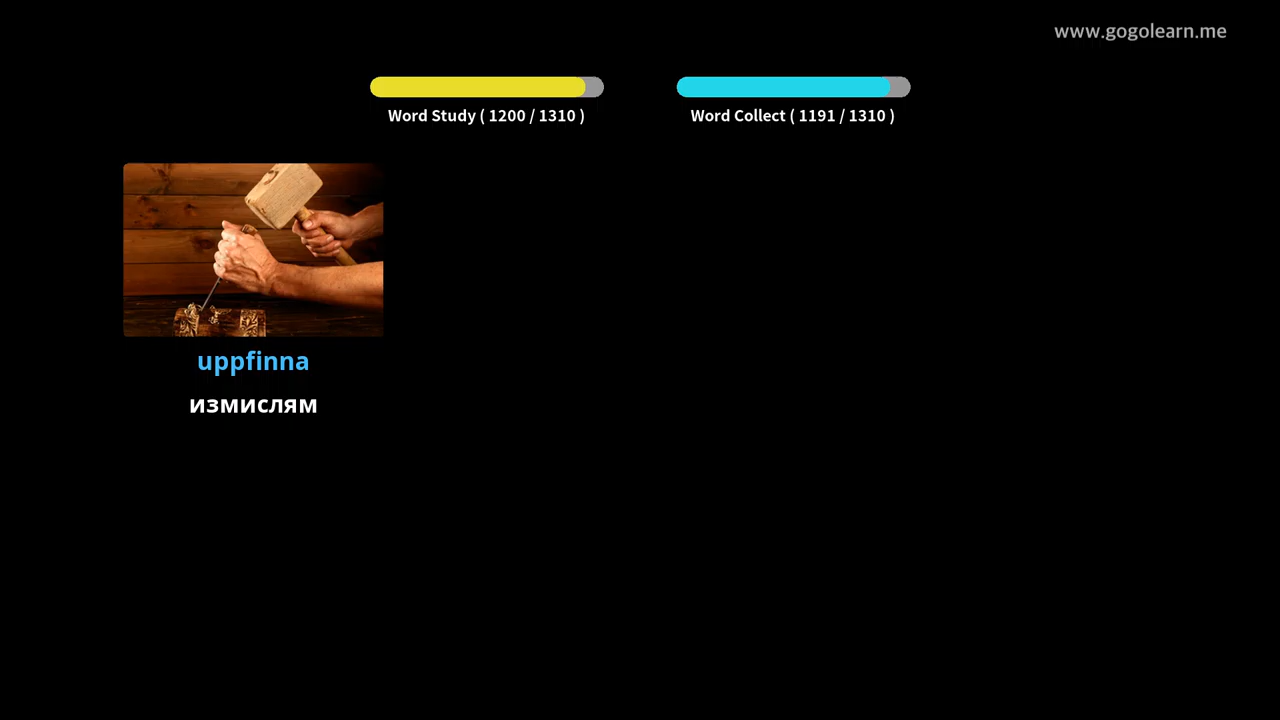 www.gogolearn.me
Word Study ( 1200 / 1310 )
Word Collect ( 1191 / 1310 )
uppfinna
измислям